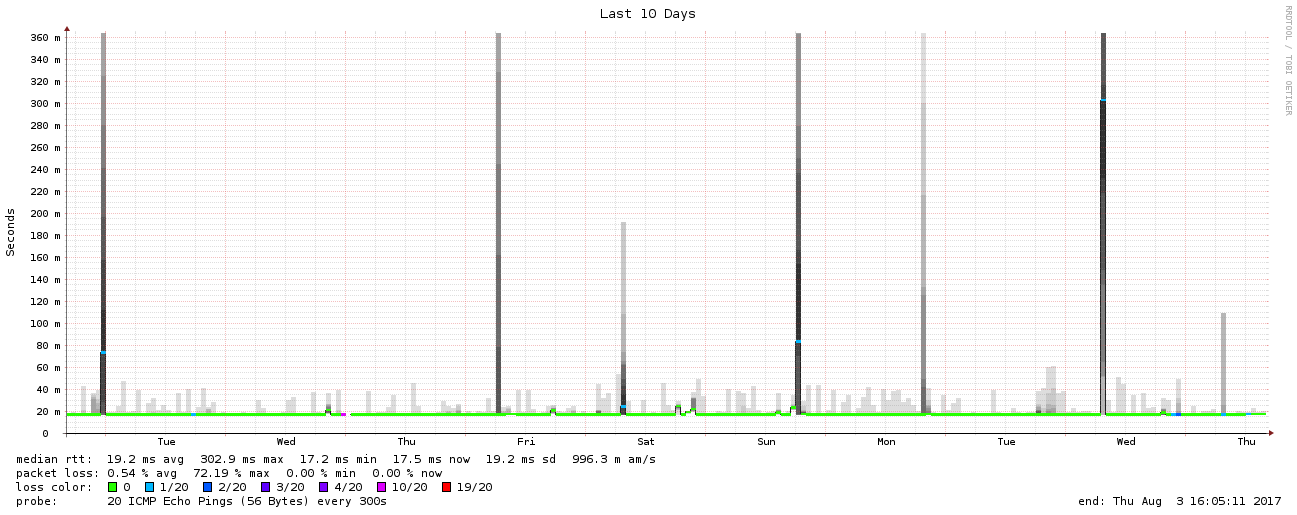 Last 10 Days
RRDTOOL / TOBI OETIKER
Seconds
360 m
340 m
320 m
300 m
280 m
260 m
240 m
220 m
200 m
180 m
160 m
140 m
120 m
100 m
80 m
60 m
40 m
20 m
0
Tue Wed Thu Fri Sat Sun Mon Tue Wed Thu
median rtt: 19.2 ms avg 302.9 ms max 17.2 ms min 17.5 ms now 19.2 ms sd 996.3 m am/s
packet loss: 0.54 % avg 72.19 % max 0.00 % min 0.00 % now
loss color: 0 1/20 2/20 3/20 4/20 10/20 19/20
probe: 20 ICMP Echo Pings (56 Bytes) every 300s end: Thu Aug 3 16:05:11 2017